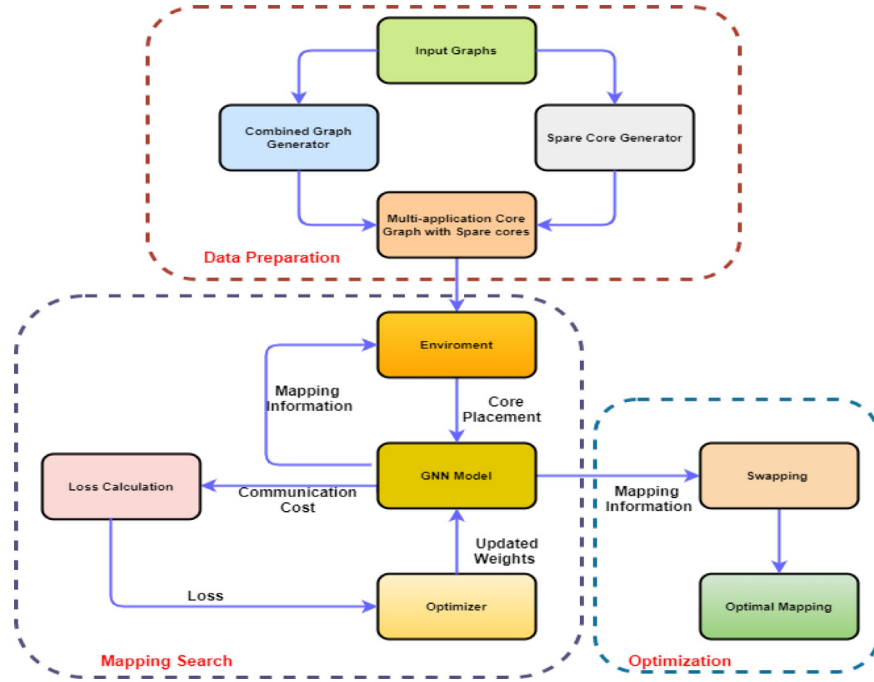 Input Graphs
Combined Graph
Generator
Spare Core Generator
Multi-application Core
Graph with Spare cores
Data Preparation
Enviroment
Mapping
Information
Core
Placement
Loss Calculation
GNN Model
Swapping
Communication
Cost
Mapping
Information
Updated
Weights
Loss
Optimizer
Optimal Mapping
Mapping Search
Optimization